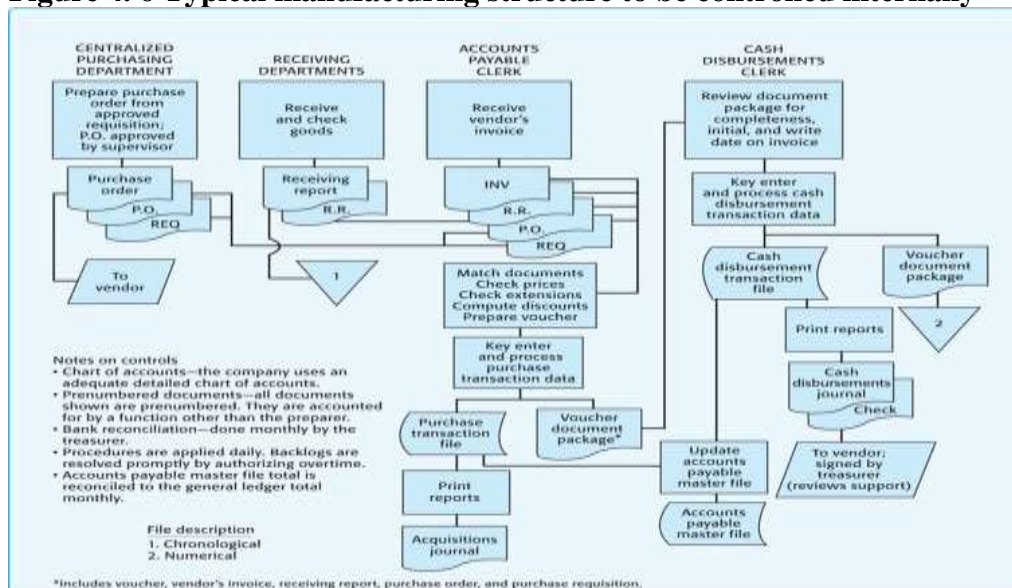 Figure 4. 6 Typical manufacturing structure to be controlled internally
CENTRALIZED
PURCHASING
DEPARTMENT
Prepare purchase
order from
approved
requisition;
P.O. approved
by supervisor
Purchase
order
P.O.
REQ
To
vendor
RECEIVING
DEPARTMENTS
Receive
and check
goods
Receiving
report
R.R.
1
ACCOUNTS
PAYABLE
CLERK
Receive
vendor's
invoice
INV
R.R.
P.O.
REQ
Match documents
Check prices
Check extensions
Compute discounts
Prepare voucher
Key enter
and process
purchase
transaction data
Purchase
transaction
file
Voucher
document
package*
Print
reports
Acquisitions
journal
CASH
DISBURSEMENTS
CLERK
Review document
package for
completeness,
initial, and write
date on invoice
Key enter
and process cash
disbursement
transaction data
Cash
disbursement
transaction
file
Voucher
document
package
2
Print reports
Cash
disbursements
journal
Check
To vendor;
signed by
treasurer
(reviews support)
Update
accounts
payable
master file
Accounts
payable
master file
Notes on controls
• Chart of accounts—the company uses an
adequate detailed chart of accounts.
• Prenumbered documents—all documents
shown are prenumbered. They are accounted
for by a function other than the preparer.
• Bank reconciliation—done monthly by the
treasurer.
• Procedures are applied daily. Backlogs are
resolved promptly by authorizing overtime.
• Accounts payable master file total is
reconciled to the general ledger total
monthly.
File description
1. Chronological
2. Numerical
*Includes voucher, vendor's invoice, receiving report, purchase order, and purchase requisition.